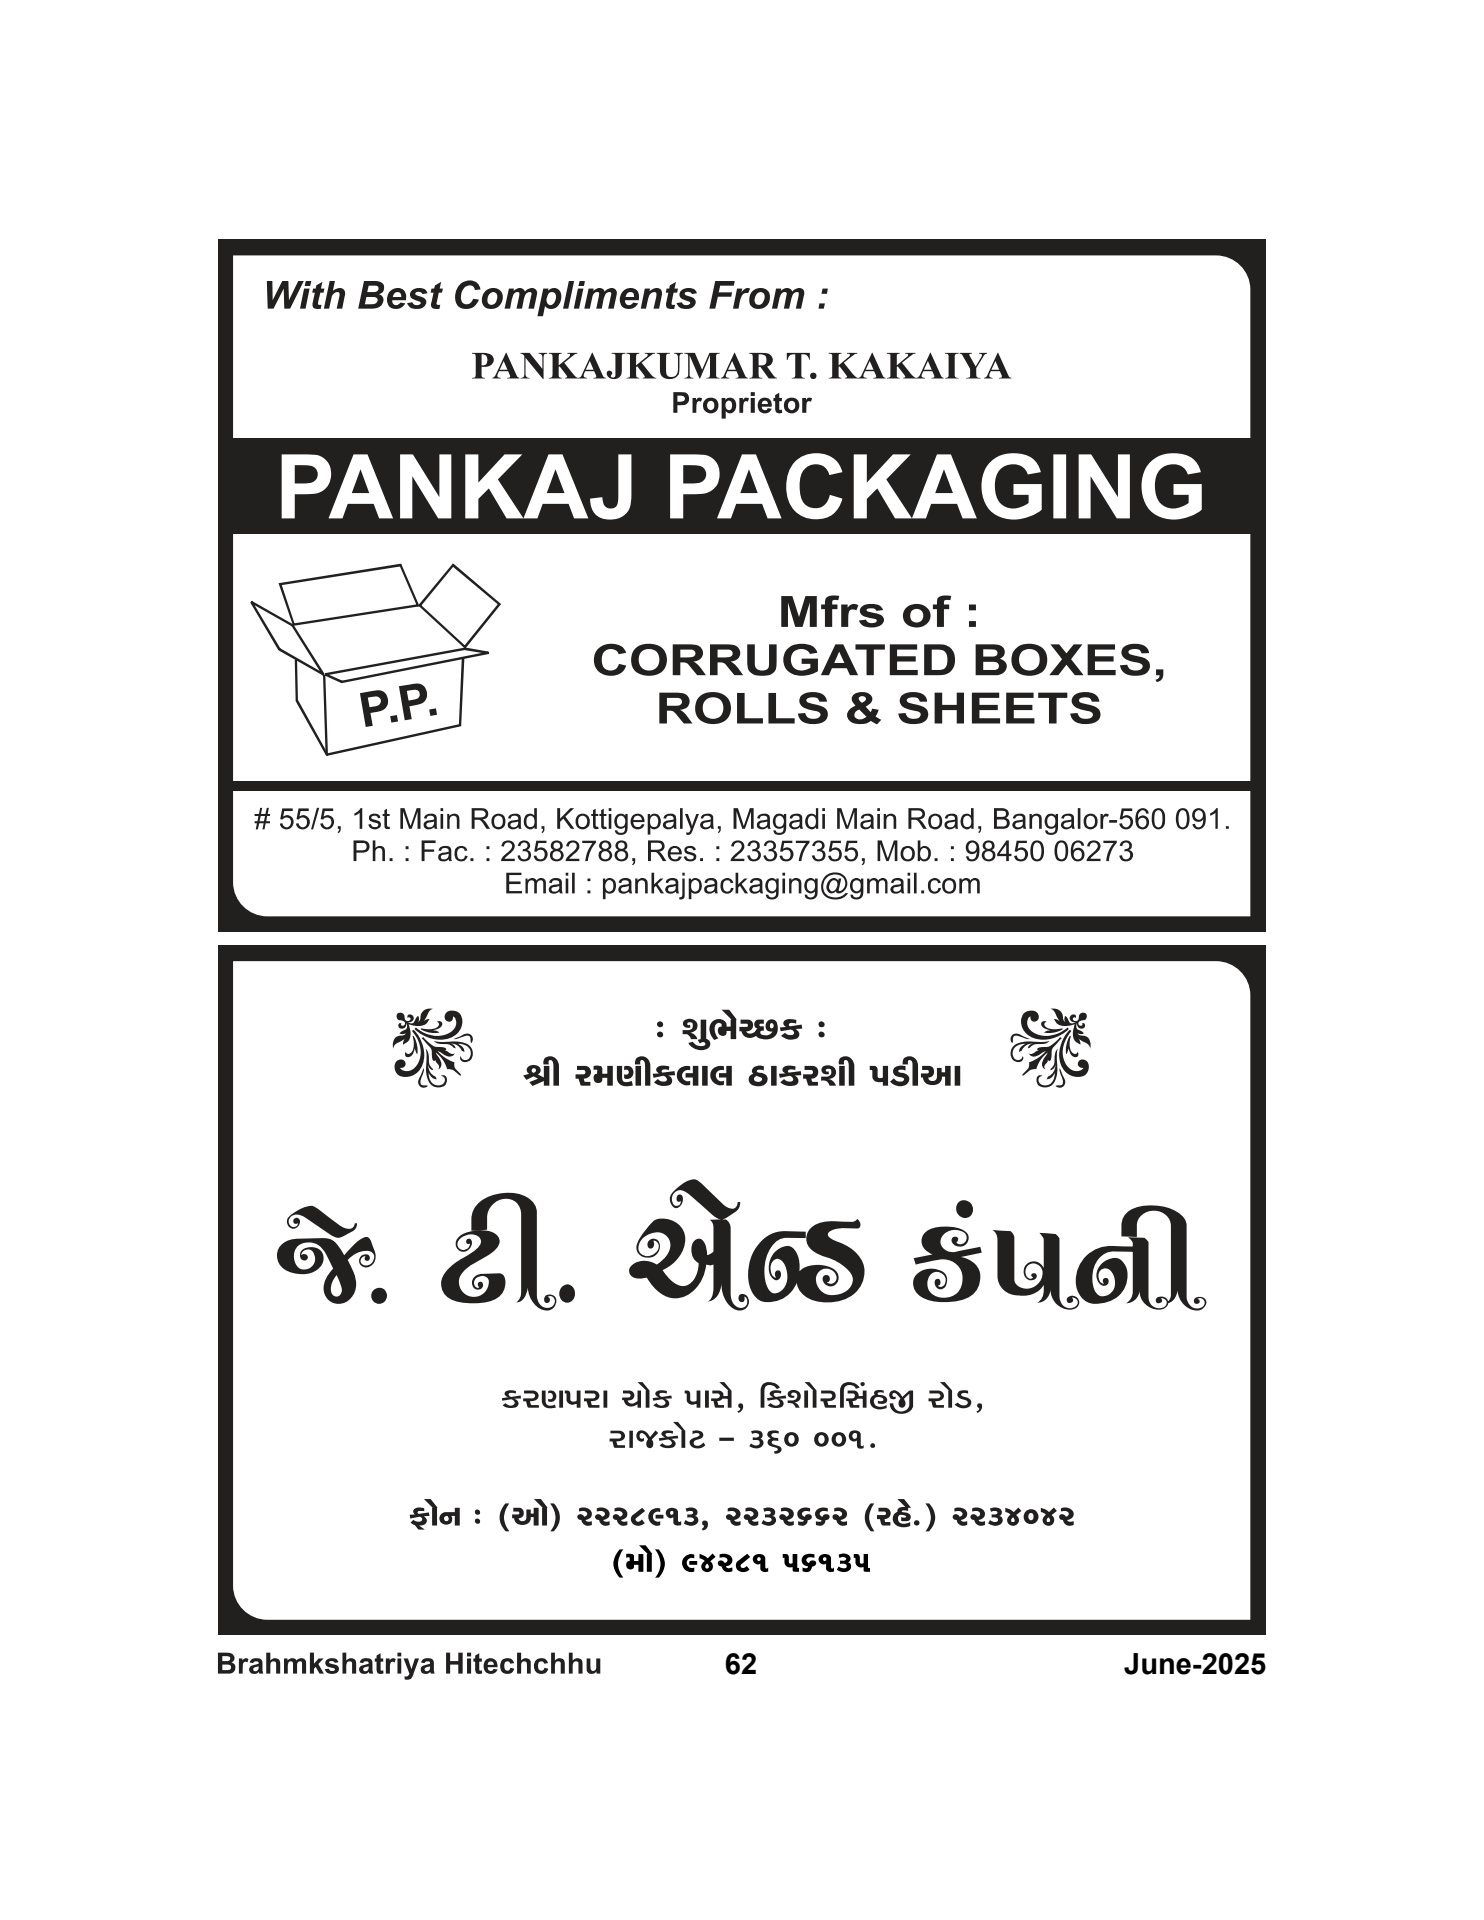 With Best Compliments From :
PANKAJKUMAR T. KAKAIYA
Proprietor
PANKAJ PACKAGING
P.P.
Mfrs of :
CORRUGATED BOXES,
ROLLS & SHEETS
# 55/5, 1st Main Road, Kottigepalya, Magadi Main Road, Bangalor-560 091.
Ph. : Fac. : 23582788, Res. : 23357355, Mob. : 98450 06273
Email : pankajpackaging@gmail.com
: શુભેચ્છક :
શ્રી રમણીકલાલ ઠાકરશી પડીઆ
જે. ટી. એન્ડ કંપની
કરણપરા ચોક પાસે, કિશોરસિંહજી રોડ,
રાજકોટ – ૩૬૦ ૦૦૧.
ફોન : (ઓ) ૨૨૨૮૯૧૩, ૨૨૩૨૬૬૨ (રહે.) ૨૨૩૪૦૪૨
(મો) ૯૪૨૮૧ ૫૬૧૩૫
Brahmkshatriya Hitechchhu 62 June-2025